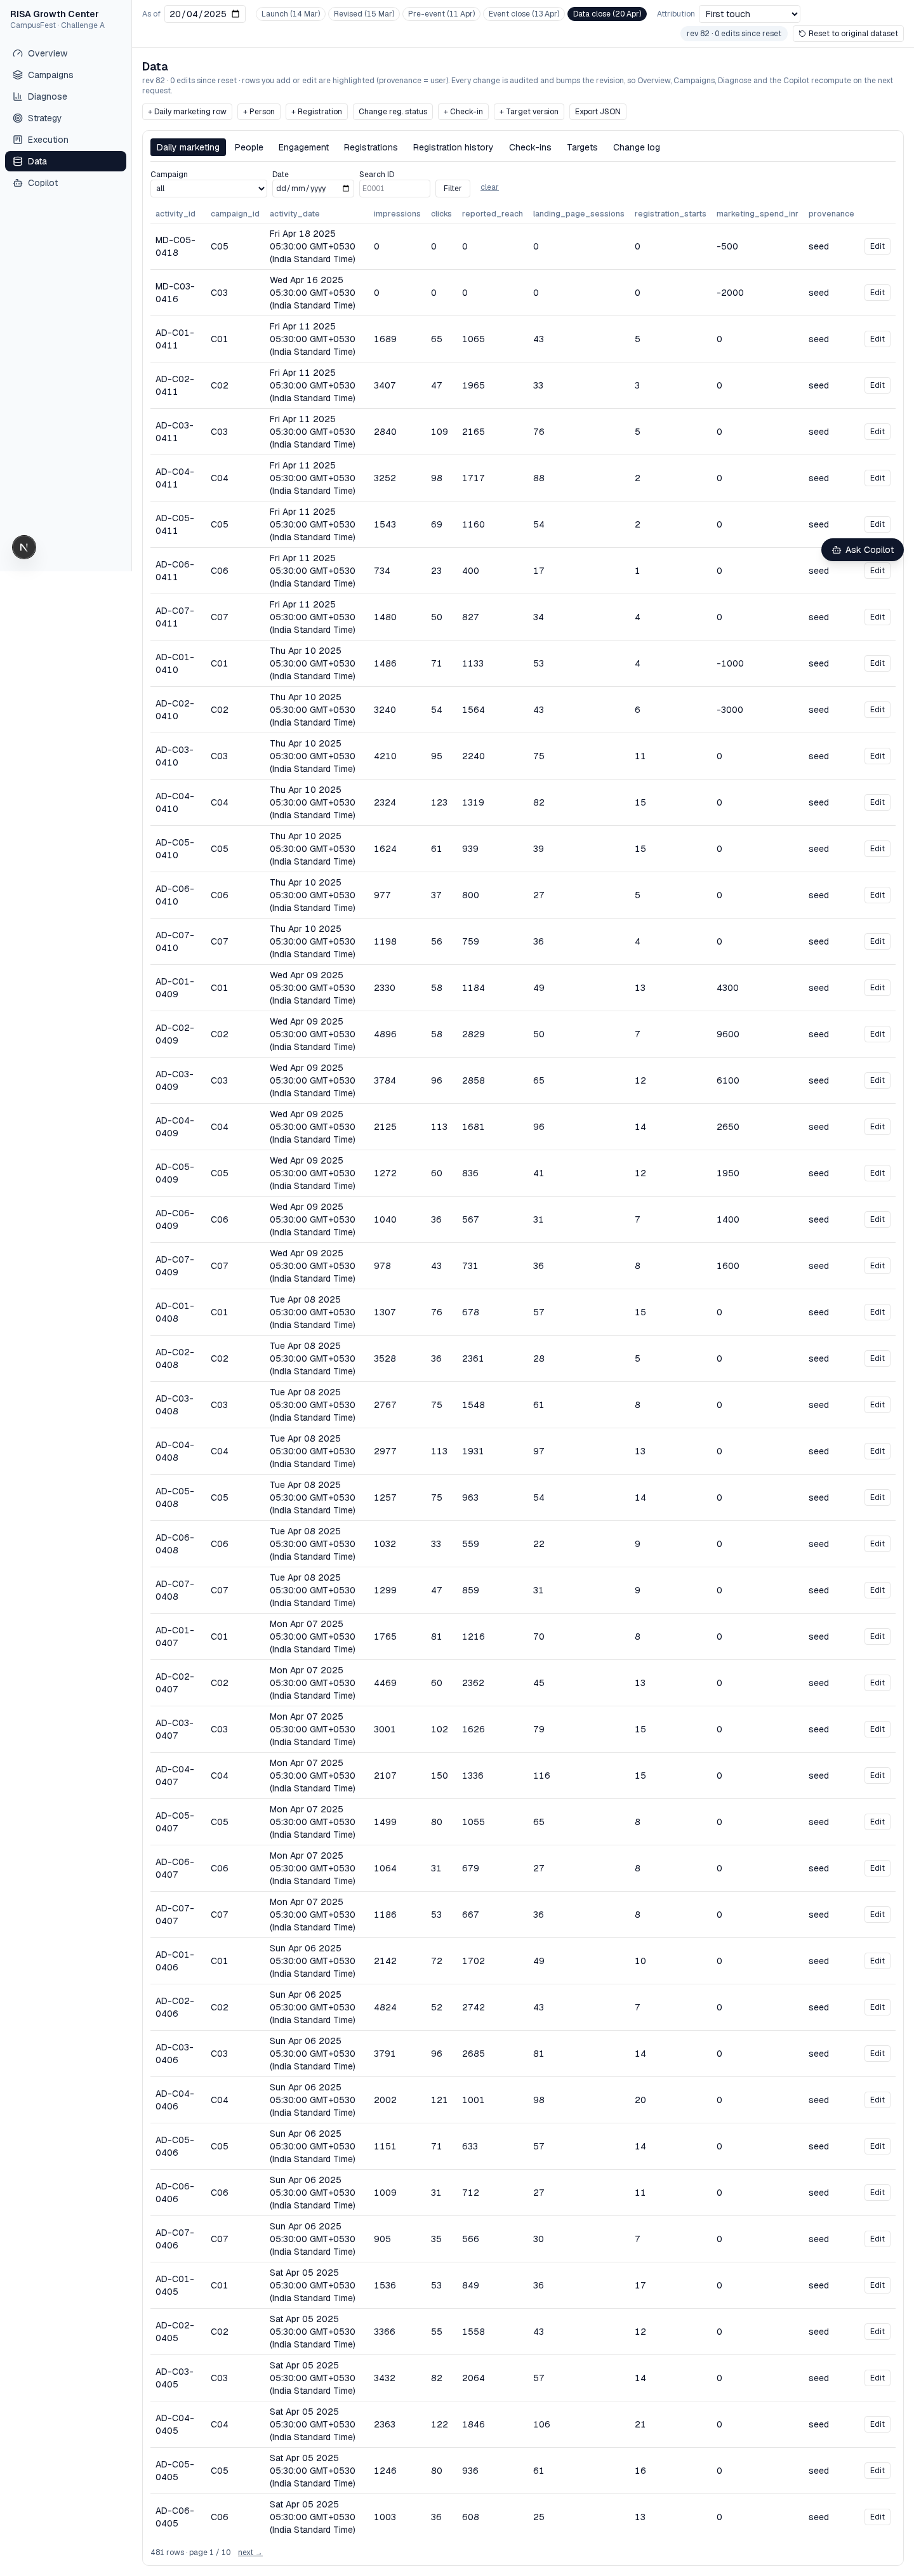 RISA Growth Center
CampusFest · Challenge A
Overview
Campaigns
Diagnose
Strategy
Execution
Data
Copilot
As of 20/04/2025 Launch (14 Mar) Revised (15 Mar) Pre-event (11 Apr) Event close (13 Apr) Data close (20 Apr) Attribution First touch
rev 82 · 0 edits since reset Reset to original dataset
Data
rev 82 · 0 edits since reset · rows you add or edit are highlighted (provenance = user). Every change is audited and bumps the revision, so Overview, Campaigns, Diagnose and the Copilot recompute on the next
request.
+ Daily marketing row + Person + Registration Change reg. status + Check-in + Target version Export JSON
Daily marketing People Engagement Registrations Registration history Check-ins Targets Change log
Campaign Date Search ID
all dd/mm/yyyy E0001 Filter clear
activity_id campaign_id activity_date impressions clicks reported_reach landing_page_sessions registration_starts marketing_spend_inr provenance
MD-C05-0418 C05 Fri Apr 18 2025 05:30:00 GMT+0530 (India Standard Time) 0 0 0 0 0 -500 seed Edit
MD-C03-0416 C03 Wed Apr 16 2025 05:30:00 GMT+0530 (India Standard Time) 0 0 0 0 0 -2000 seed Edit
AD-C01-0411 C01 Fri Apr 11 2025 05:30:00 GMT+0530 (India Standard Time) 1689 65 1065 43 5 0 seed Edit
AD-C02-0411 C02 Fri Apr 11 2025 05:30:00 GMT+0530 (India Standard Time) 3407 47 1965 33 3 0 seed Edit
AD-C03-0411 C03 Fri Apr 11 2025 05:30:00 GMT+0530 (India Standard Time) 2840 109 2165 76 5 0 seed Edit
AD-C04-0411 C04 Fri Apr 11 2025 05:30:00 GMT+0530 (India Standard Time) 3252 98 1717 88 2 0 seed Edit
AD-C05-0411 C05 Fri Apr 11 2025 05:30:00 GMT+0530 (India Standard Time) 1543 69 1160 54 2 0 seed Edit
Ask Copilot
AD-C06-0411 C06 Fri Apr 11 2025 05:30:00 GMT+0530 (India Standard Time) 734 23 400 17 1 0 seed Edit
AD-C07-0411 C07 Fri Apr 11 2025 05:30:00 GMT+0530 (India Standard Time) 1480 50 827 34 4 0 seed Edit
AD-C01-0410 C01 Thu Apr 10 2025 05:30:00 GMT+0530 (India Standard Time) 1486 71 1133 53 4 -1000 seed Edit
AD-C02-0410 C02 Thu Apr 10 2025 05:30:00 GMT+0530 (India Standard Time) 3240 54 1564 43 6 -3000 seed Edit
AD-C03-0410 C03 Thu Apr 10 2025 05:30:00 GMT+0530 (India Standard Time) 4210 95 2240 75 11 0 seed Edit
AD-C04-0410 C04 Thu Apr 10 2025 05:30:00 GMT+0530 (India Standard Time) 2324 123 1319 82 15 0 seed Edit
AD-C05-0410 C05 Thu Apr 10 2025 05:30:00 GMT+0530 (India Standard Time) 1624 61 939 39 15 0 seed Edit
AD-C06-0410 C06 Thu Apr 10 2025 05:30:00 GMT+0530 (India Standard Time) 977 37 800 27 5 0 seed Edit
AD-C07-0410 C07 Thu Apr 10 2025 05:30:00 GMT+0530 (India Standard Time) 1198 56 759 36 4 0 seed Edit
AD-C01-0409 C01 Wed Apr 09 2025 05:30:00 GMT+0530 (India Standard Time) 2330 58 1184 49 13 4300 seed Edit
AD-C02-0409 C02 Wed Apr 09 2025 05:30:00 GMT+0530 (India Standard Time) 4896 58 2829 50 7 9600 seed Edit
AD-C03-0409 C03 Wed Apr 09 2025 05:30:00 GMT+0530 (India Standard Time) 3784 96 2858 65 12 6100 seed Edit
AD-C04-0409 C04 Wed Apr 09 2025 05:30:00 GMT+0530 (India Standard Time) 2125 113 1681 96 14 2650 seed Edit
AD-C05-0409 C05 Wed Apr 09 2025 05:30:00 GMT+0530 (India Standard Time) 1272 60 836 41 12 1950 seed Edit
AD-C06-0409 C06 Wed Apr 09 2025 05:30:00 GMT+0530 (India Standard Time) 1040 36 567 31 7 1400 seed Edit
AD-C07-0409 C07 Wed Apr 09 2025 05:30:00 GMT+0530 (India Standard Time) 978 43 731 36 8 1600 seed Edit
AD-C01-0408 C01 Tue Apr 08 2025 05:30:00 GMT+0530 (India Standard Time) 1307 76 678 57 15 0 seed Edit
AD-C02-0408 C02 Tue Apr 08 2025 05:30:00 GMT+0530 (India Standard Time) 3528 36 2361 28 5 0 seed Edit
AD-C03-0408 C03 Tue Apr 08 2025 05:30:00 GMT+0530 (India Standard Time) 2767 75 1548 61 8 0 seed Edit
AD-C04-0408 C04 Tue Apr 08 2025 05:30:00 GMT+0530 (India Standard Time) 2977 113 1931 97 13 0 seed Edit
AD-C05-0408 C05 Tue Apr 08 2025 05:30:00 GMT+0530 (India Standard Time) 1257 75 963 54 14 0 seed Edit
AD-C06-0408 C06 Tue Apr 08 2025 05:30:00 GMT+0530 (India Standard Time) 1032 33 559 22 9 0 seed Edit
AD-C07-0408 C07 Tue Apr 08 2025 05:30:00 GMT+0530 (India Standard Time) 1299 47 859 31 9 0 seed Edit
AD-C01-0407 C01 Mon Apr 07 2025 05:30:00 GMT+0530 (India Standard Time) 1765 81 1216 70 8 0 seed Edit
AD-C02-0407 C02 Mon Apr 07 2025 05:30:00 GMT+0530 (India Standard Time) 4469 60 2362 45 13 0 seed Edit
AD-C03-0407 C03 Mon Apr 07 2025 05:30:00 GMT+0530 (India Standard Time) 3001 102 1626 79 15 0 seed Edit
AD-C04-0407 C04 Mon Apr 07 2025 05:30:00 GMT+0530 (India Standard Time) 2107 150 1336 116 15 0 seed Edit
AD-C05-0407 C05 Mon Apr 07 2025 05:30:00 GMT+0530 (India Standard Time) 1499 80 1055 65 8 0 seed Edit
AD-C06-0407 C06 Mon Apr 07 2025 05:30:00 GMT+0530 (India Standard Time) 1064 31 679 27 8 0 seed Edit
AD-C07-0407 C07 Mon Apr 07 2025 05:30:00 GMT+0530 (India Standard Time) 1186 53 667 36 8 0 seed Edit
AD-C01-0406 C01 Sun Apr 06 2025 05:30:00 GMT+0530 (India Standard Time) 2142 72 1702 49 10 0 seed Edit
AD-C02-0406 C02 Sun Apr 06 2025 05:30:00 GMT+0530 (India Standard Time) 4824 52 2742 43 7 0 seed Edit
AD-C03-0406 C03 Sun Apr 06 2025 05:30:00 GMT+0530 (India Standard Time) 3791 96 2685 81 14 0 seed Edit
AD-C04-0406 C04 Sun Apr 06 2025 05:30:00 GMT+0530 (India Standard Time) 2002 121 1001 98 20 0 seed Edit
AD-C05-0406 C05 Sun Apr 06 2025 05:30:00 GMT+0530 (India Standard Time) 1151 71 633 57 14 0 seed Edit
AD-C06-0406 C06 Sun Apr 06 2025 05:30:00 GMT+0530 (India Standard Time) 1009 31 712 27 11 0 seed Edit
AD-C07-0406 C07 Sun Apr 06 2025 05:30:00 GMT+0530 (India Standard Time) 905 35 566 30 7 0 seed Edit
AD-C01-0405 C01 Sat Apr 05 2025 05:30:00 GMT+0530 (India Standard Time) 1536 53 849 36 17 0 seed Edit
AD-C02-0405 C02 Sat Apr 05 2025 05:30:00 GMT+0530 (India Standard Time) 3366 55 1558 43 12 0 seed Edit
AD-C03-0405 C03 Sat Apr 05 2025 05:30:00 GMT+0530 (India Standard Time) 3432 82 2064 57 14 0 seed Edit
AD-C04-0405 C04 Sat Apr 05 2025 05:30:00 GMT+0530 (India Standard Time) 2363 122 1846 106 21 0 seed Edit
AD-C05-0405 C05 Sat Apr 05 2025 05:30:00 GMT+0530 (India Standard Time) 1246 80 936 61 16 0 seed Edit
AD-C06-0405 C06 Sat Apr 05 2025 05:30:00 GMT+0530 (India Standard Time) 1003 36 608 25 13 0 seed Edit
481 rows · page 1 / 10 next →